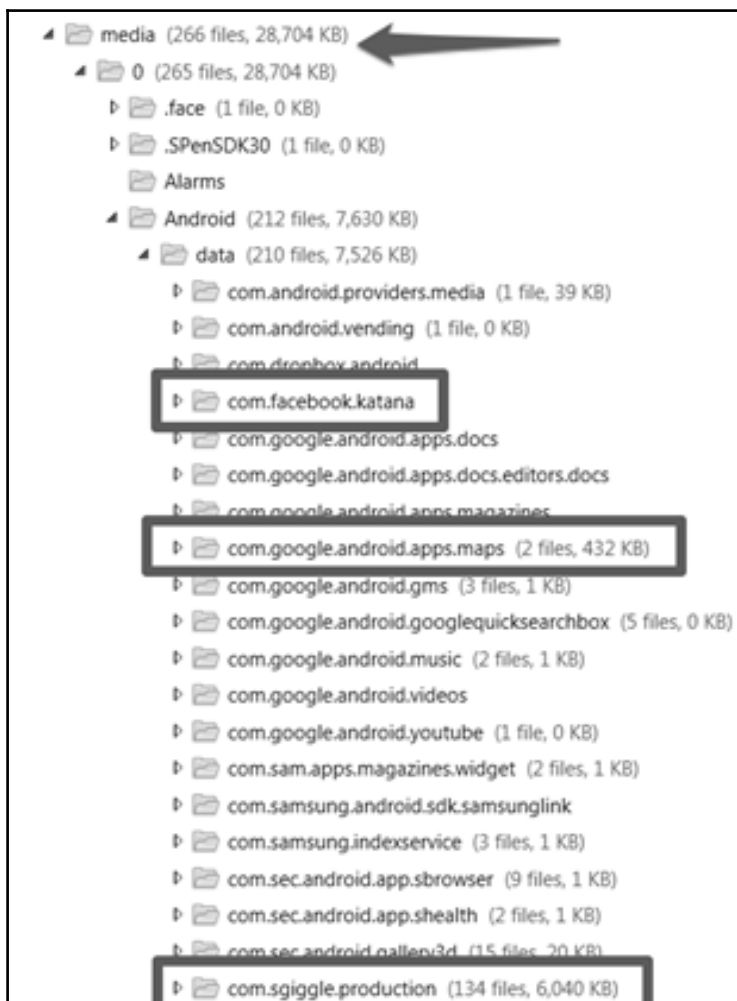 media (266 files, 28,704 KB)
0 (265 files, 28,704 KB)
.face (1 file, 0 KB)
.SPenSDK30 (1 file, 0 KB)
Alarms
Android (212 files, 7,630 KB)
data (210 files, 7,526 KB)
com.android.providers.media (1 file, 39 KB)
com.android.vending (1 file, 0 KB)
com.dropbox.android
com.facebook.katana
com.google.android.apps.docs
com.google.android.apps.docs.editors.docs
com.google.android.apps.magazines
com.google.android.apps.maps (2 files, 432 KB)
com.google.android.gms (3 files, 1 KB)
com.google.android.googlequicksearchbox (5 files, 0 KB)
com.google.android.music (2 files, 1 KB)
com.google.android.videos
com.google.android.youtube (1 file, 0 KB)
com.sam.apps.magazines.widget (2 files, 1 KB)
com.samsung.android.sdk.samsunglink
com.samsung.indexservice (3 files, 1 KB)
com.sec.android.app.sbrowser (9 files, 1 KB)
com.sec.android.app.shealth (2 files, 1 KB)
com.sec.android.gallery3d (15 files, 20 KB)
com.sgiggle.production (134 files, 6,040 KB)